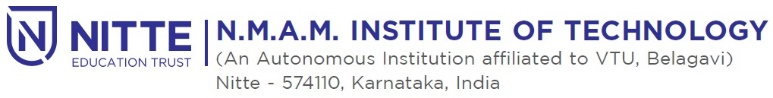 NITTE
EDUCATION TRUST
N.M.A.M. INSTITUTE OF TECHNOLOGY
(An Autonomous Institution affiliated to VTU, Belagavi)
Nitte - 574110, Karnataka, India